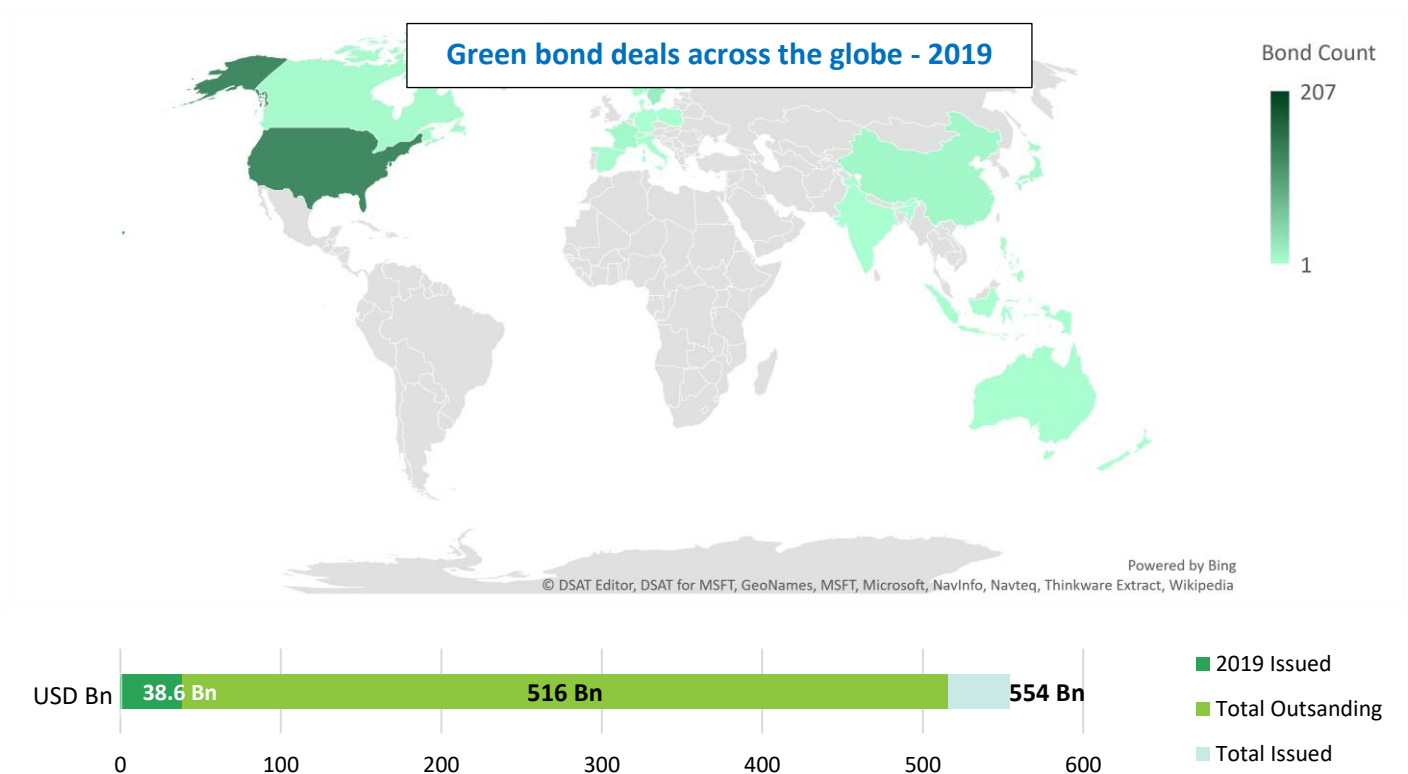 Green bond deals across the globe - 2019
Bond Count
207
1
Powered by Bing
© DSAT Editor, DSAT for MSFT, GeoNames, MSFT, Microsoft, NavInfo, Navteq, Thinkware Extract, Wikipedia
USD Bn
38.6 Bn
516 Bn
554 Bn
0
100
200
300
400
500
600
2019 Issued
Total Outsanding
Total Issued